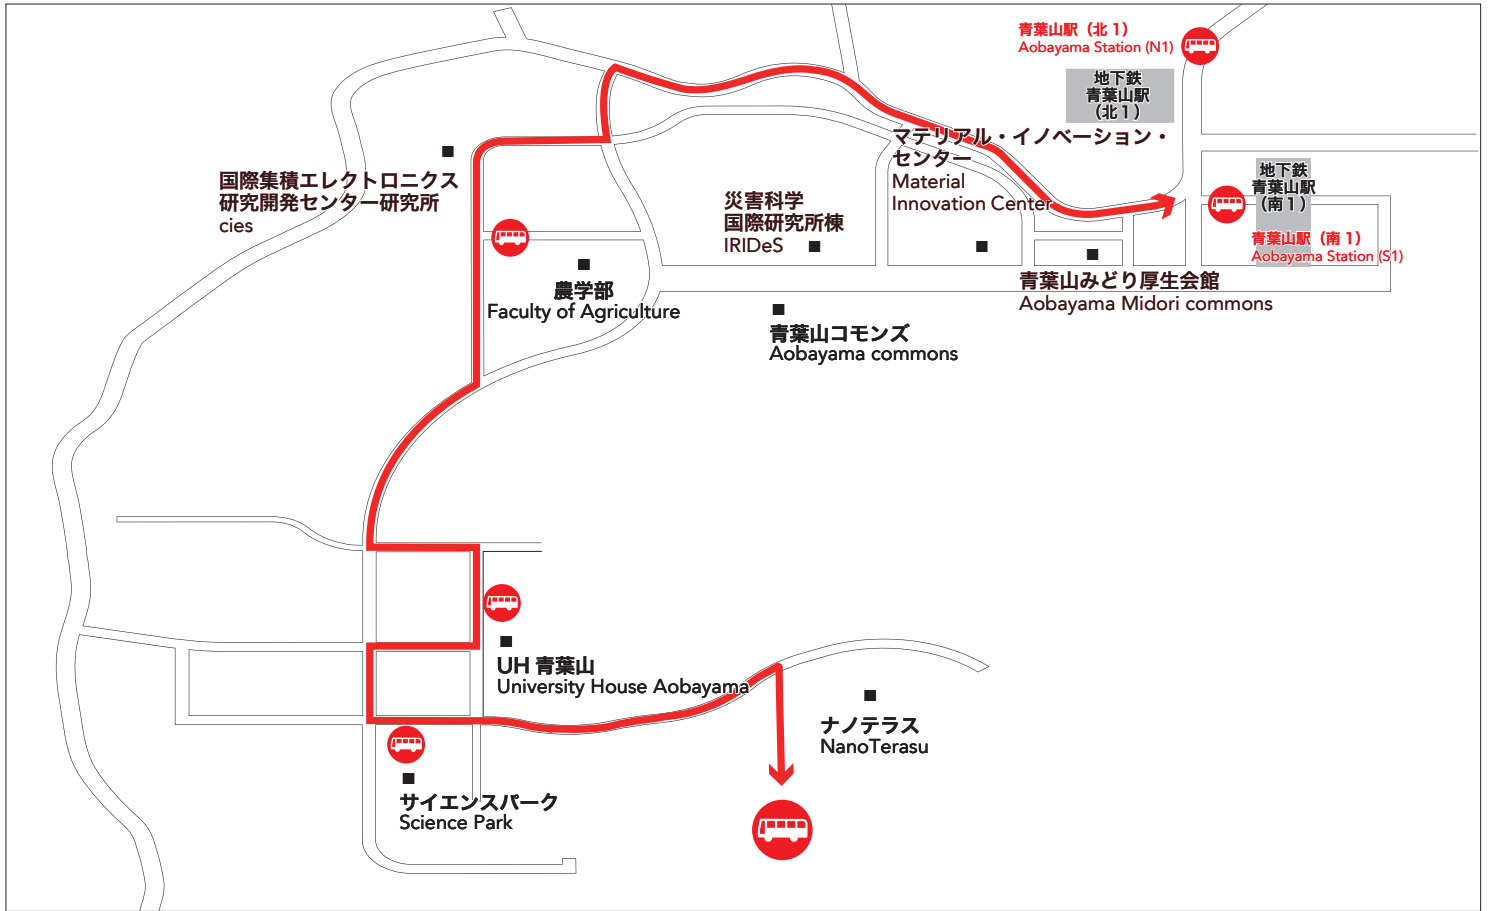 青葉山駅（北１）
Aobayama Station (N1)
地下鉄
青葉山駅
（北１）
マテリアル・イノベーション・
センター
Material
Innovation Center
国際集積エレクトロニクス
研究開発センター研究所
cies
災害科学
国際研究所棟
IRIDeS
地下鉄
青葉山駅
（南１）
青葉山駅（南１）
Aobayama Station (S1)
農学部
Faculty of Agriculture
青葉山みどり厚生会館
Aobayama Midori commons
青葉山コモンズ
Aobayama commons
UH 青葉山
University House Aobayama
ナノテラス
NanoTerasu
サイエンスパーク
Science Park